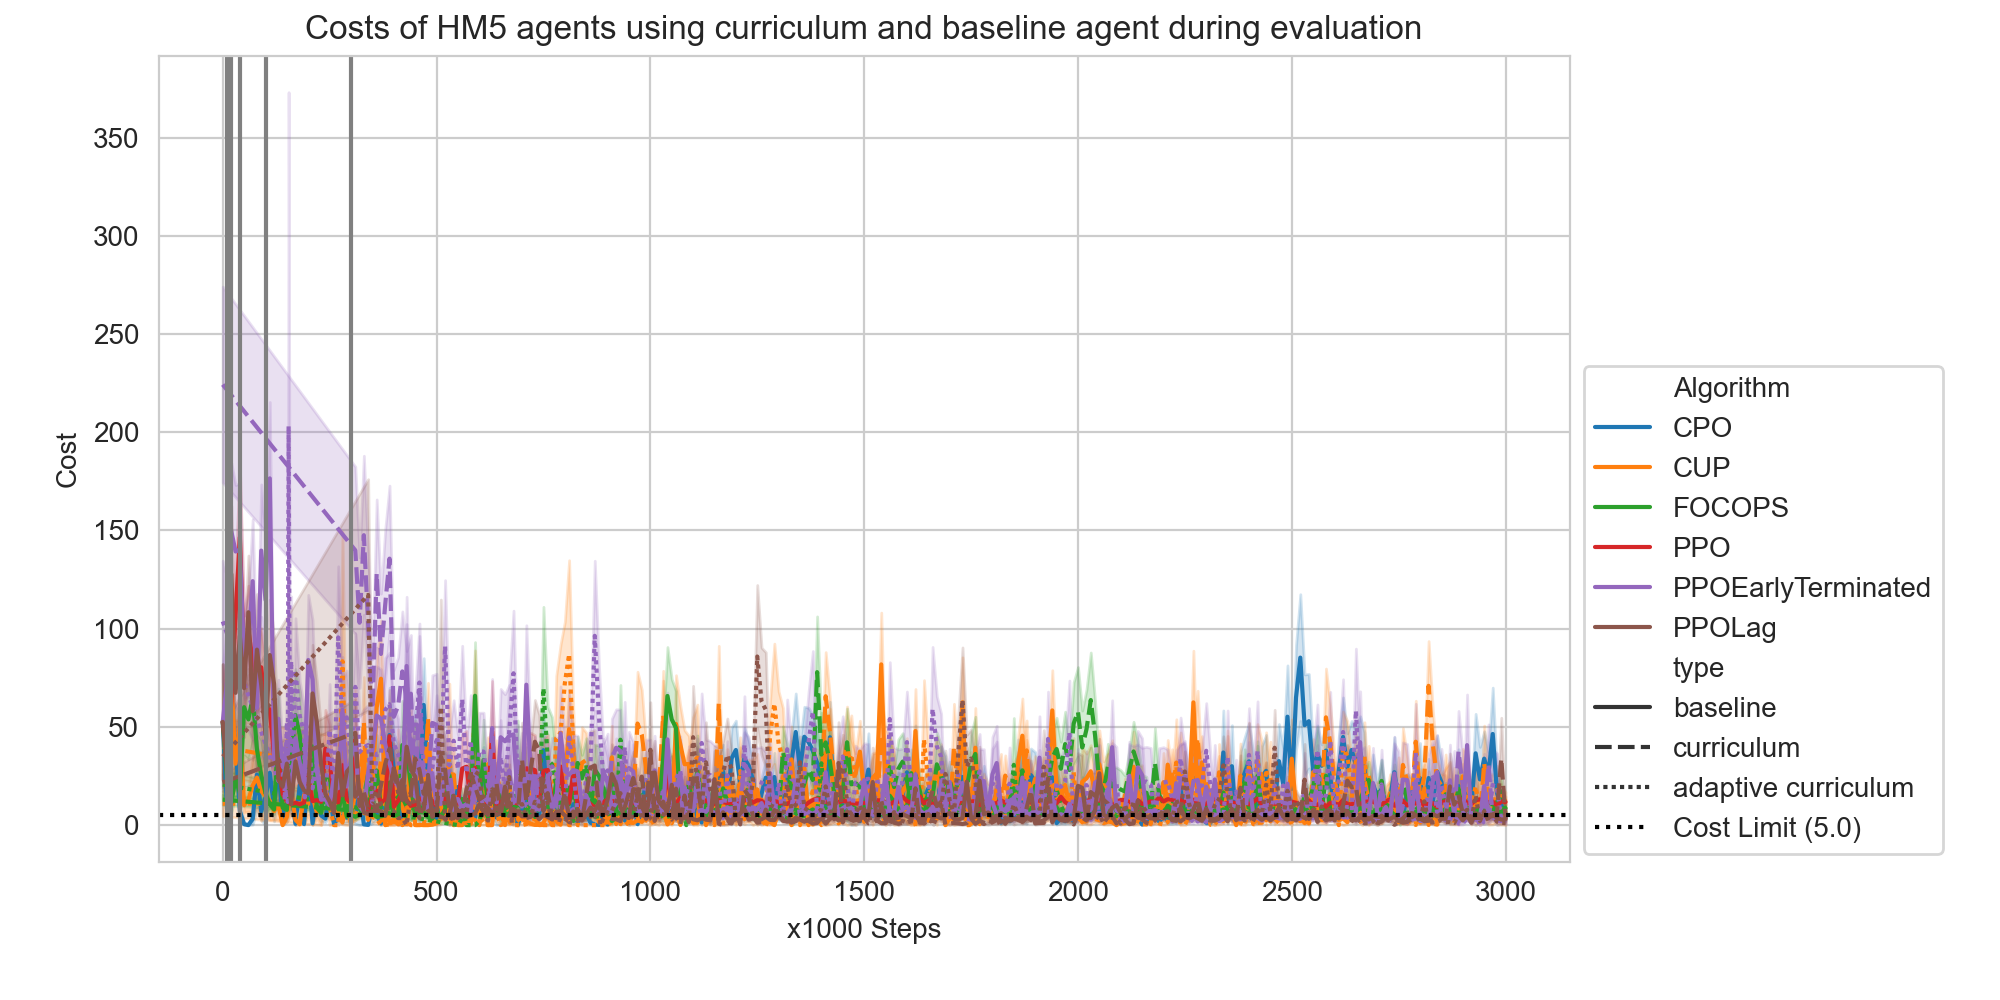 Costs of HM5 agents using curriculum and baseline agent during evaluation
350
300
250
200
150
100
50
0
Cost
0 500 1000 1500 2000 2500 3000
x1000 Steps
Algorithm
CPO
CUP
FOCOPS
PPO
PPOEarlyTerminated
PPOLag
type
baseline
curriculum
adaptive curriculum
Cost Limit (5.0)